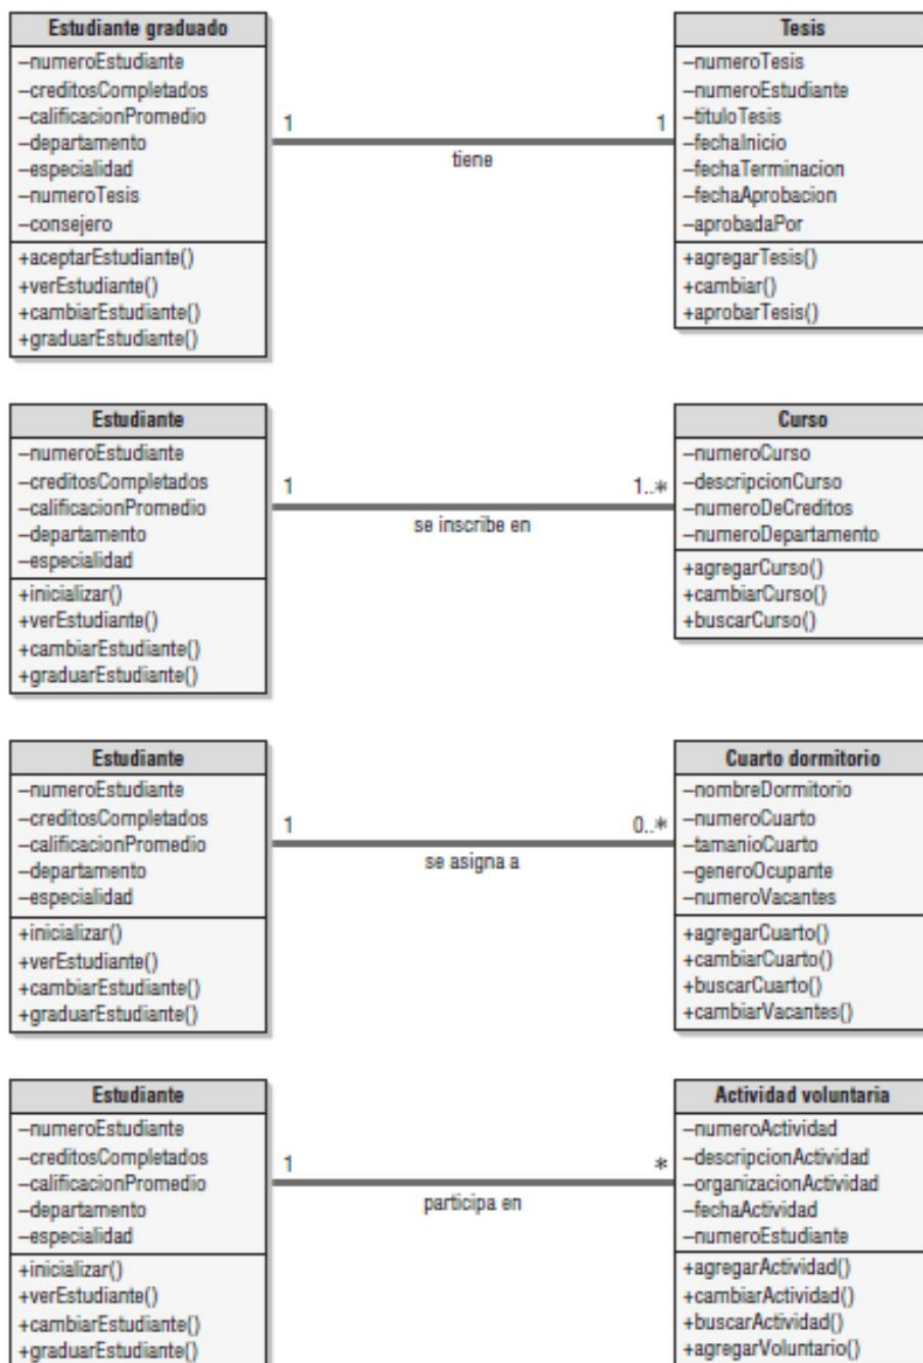 Estudiante graduado
–numeroEstudiante
–creditosCompletados
–calificacionPromedio
–departamento
–especialidad
–numeroTesis
–consejero
+aceptarEstudiante()
+verEstudiante()
+cambiarEstudiante()
+graduarEstudiante()
1
1
tiene
Tesis
–numeroTesis
–numeroEstudiante
–tituloTesis
–fechaInicio
–fechaTerminacion
–fechaAprobacion
–aprobadaPor
+agregarTesis()
+cambiar()
+aprobarTesis()
Estudiante
–numeroEstudiante
–creditosCompletados
–calificacionPromedio
–departamento
–especialidad
+inicializar()
+verEstudiante()
+cambiarEstudiante()
+graduarEstudiante()
1
1..*
se inscribe en
Curso
–numeroCurso
–descripcionCurso
–numeroDeCreditos
–numeroDepartamento
+agregarCurso()
+cambiarCurso()
+buscarCurso()
Estudiante
–numeroEstudiante
–creditosCompletados
–calificacionPromedio
–departamento
–especialidad
+inicializar()
+verEstudiante()
+cambiarEstudiante()
+graduarEstudiante()
1
0..*
se asigna a
Cuarto dormitorio
–nombreDormitorio
–numeroCuarto
–tamanioCuarto
–generoOcupante
–numeroVacantes
+agregarCuarto()
+cambiarCuarto()
+buscarCuarto()
+cambiarVacantes()
Estudiante
–numeroEstudiante
–creditosCompletados
–calificacionPromedio
–departamento
–especialidad
+inicializar()
+verEstudiante()
+cambiarEstudiante()
+graduarEstudiante()
1
*
participa en
Actividad voluntaria
–numeroActividad
–descripcionActividad
–organizacionActividad
–fechaActividad
–numeroEstudiante
+agregarActividad()
+cambiarActividad()
+buscarActividad()
+agregarVoluntario()